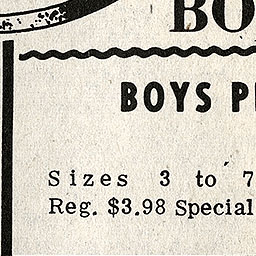 BO
BOYS P
Sizes 3 to 7
Reg. $3.98 Special